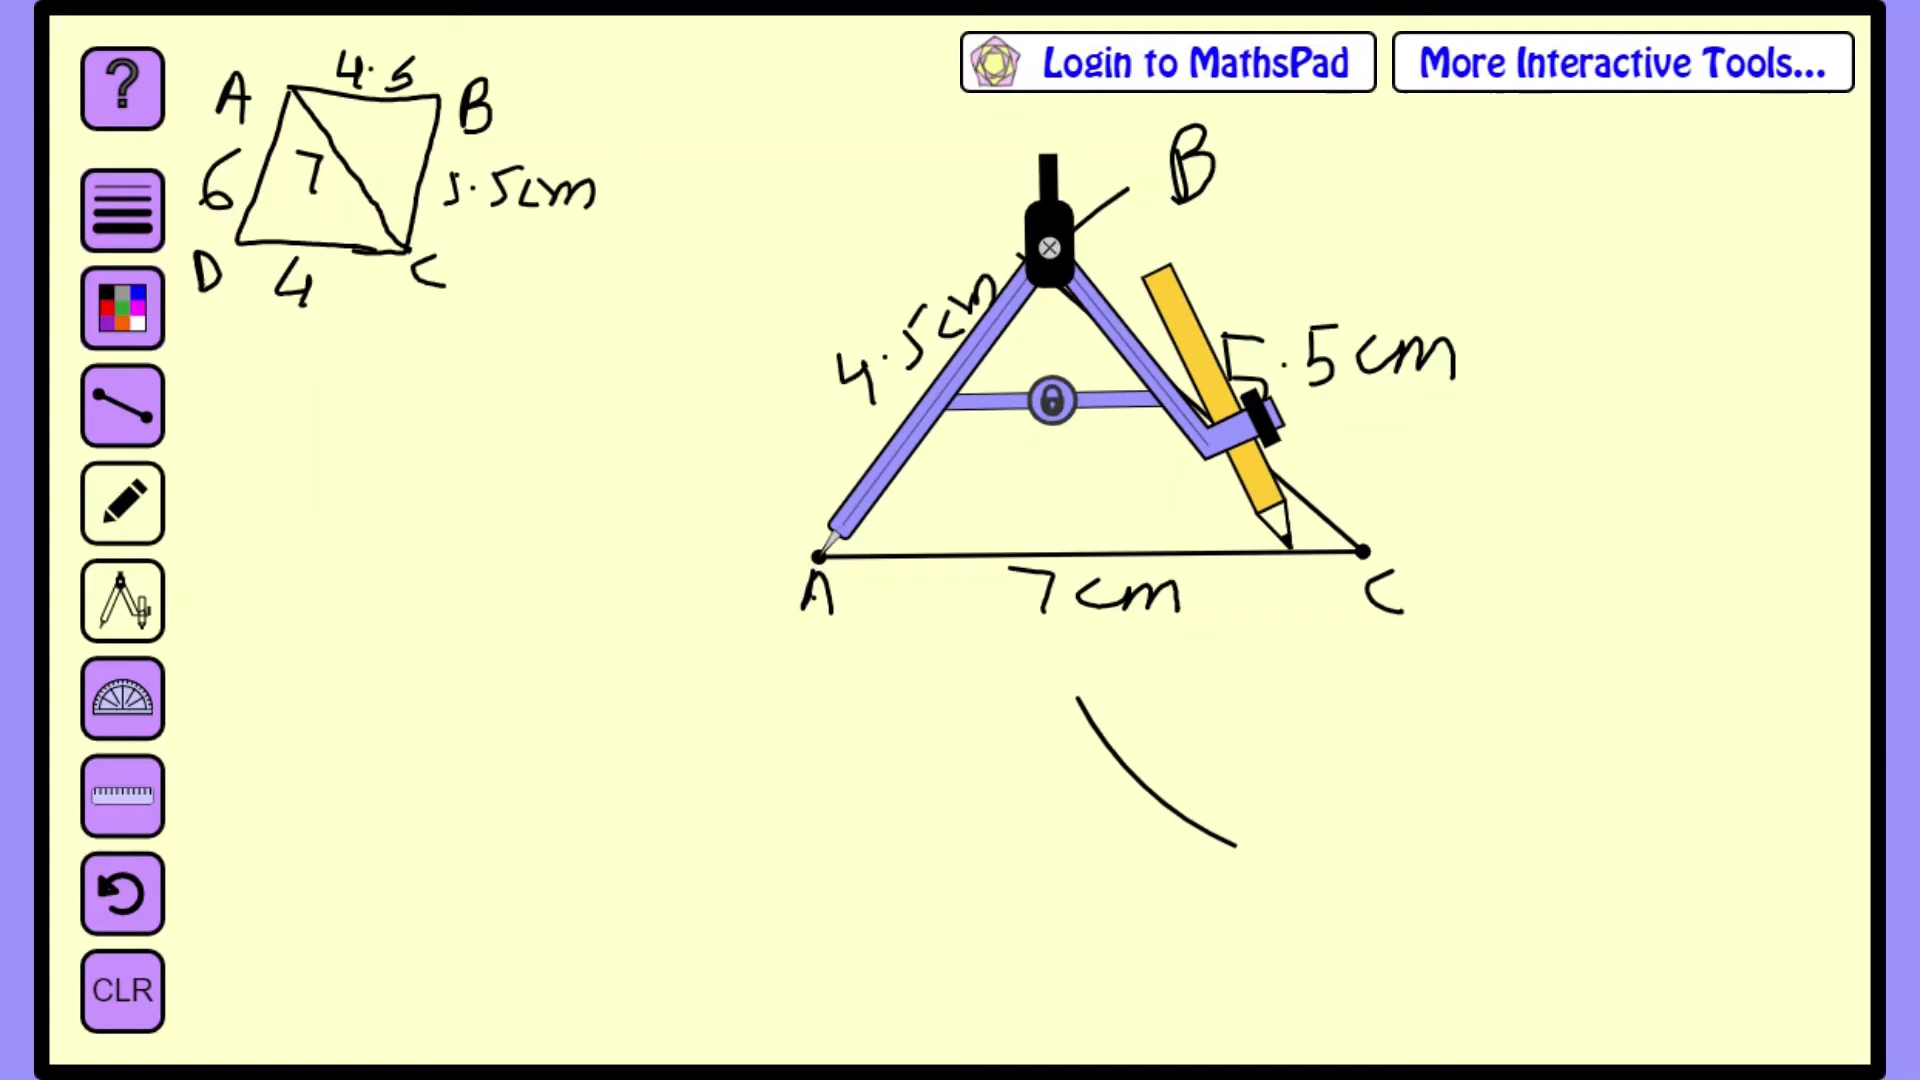 ?
Login to MathsPad
More Interactive Tools...
A 4.5 B
6 7 5.5cm
D 4 C
B
4.5cm 5.5cm
A 7cm C
CLR